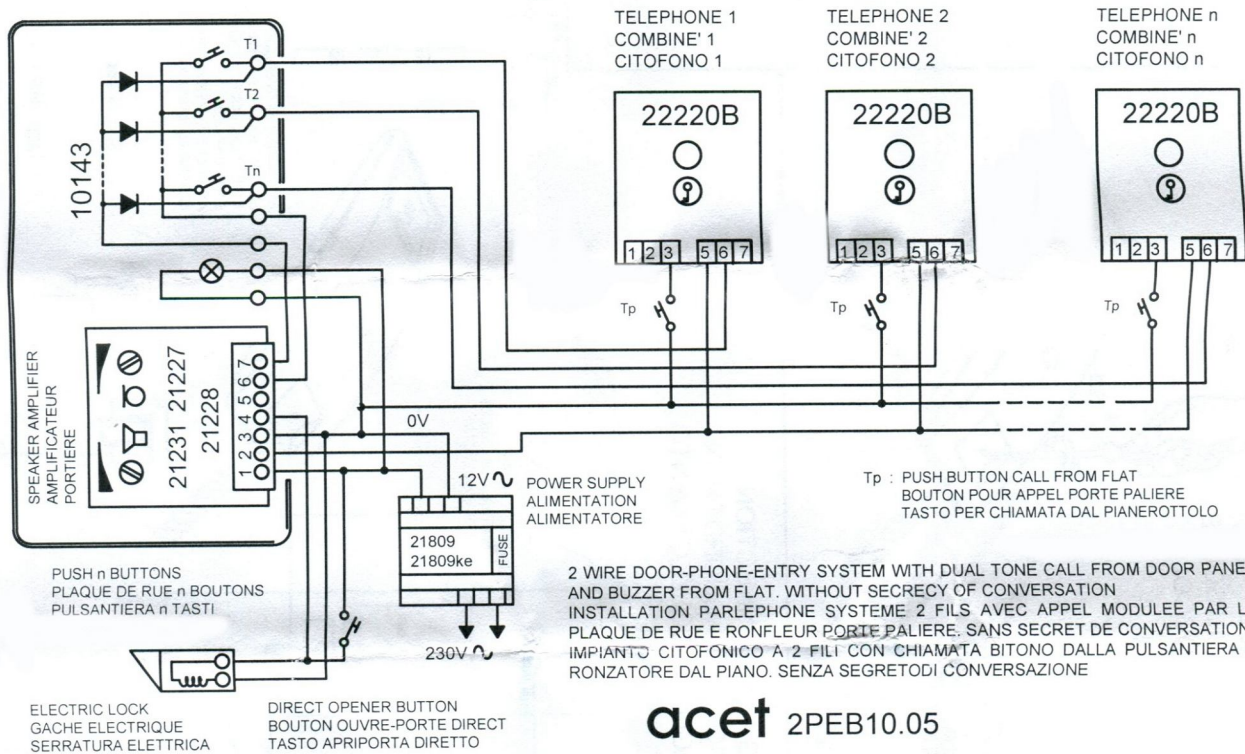 TELEPHONE 1
COMBINE' 1
CITOFONO 1
TELEPHONE 2
COMBINE' 2
CITOFONO 2
TELEPHONE n
COMBINE' n
CITOFONO n
T1
T2
Tn
10143
22220B
1 2 3 5 6 7
22220B
1 2 3 5 6 7
22220B
1 2 3 5 6 7
Tp
Tp
Tp
SPEAKER AMPLIFIER
AMPLIFICATEUR
PORTIERE
21231 21227
21228
1 2 3 4 5 6 7
0V
12V
POWER SUPPLY
ALIMENTATION
ALIMENTATORE
21809
21809ke
FUSE
230V
Tp : PUSH BUTTON CALL FROM FLAT
BOUTON POUR APPEL PORTE PALIERE
TASTO PER CHIAMATA DAL PIANEROTTOLO
PUSH n BUTTONS
PLAQUE DE RUE n BOUTONS
PULSANTIERA n TASTI
2 WIRE DOOR-PHONE-ENTRY SYSTEM WITH DUAL TONE CALL FROM DOOR PANE
AND BUZZER FROM FLAT. WITHOUT SECRECY OF CONVERSATION
INSTALLATION PARLEPHONE SYSTEME 2 FILS AVEC APPEL MODULEE PAR L
PLAQUE DE RUE E RONFLEUR PORTE PALIERE. SANS SECRET DE CONVERSATION
IMPIANTO CITOFONICO A 2 FILI CON CHIAMATA BITONO DALLA PULSANTIERA
RONZATORE DAL PIANO. SENZA SEGRETODI CONVERSAZIONE
ELECTRIC LOCK
GACHE ELECTRIQUE
SERRATURA ELETTRICA
DIRECT OPENER BUTTON
BOUTON OUVRE-PORTE DIRECT
TASTO APRIPORTA DIRETTO
acet 2PEB10.05